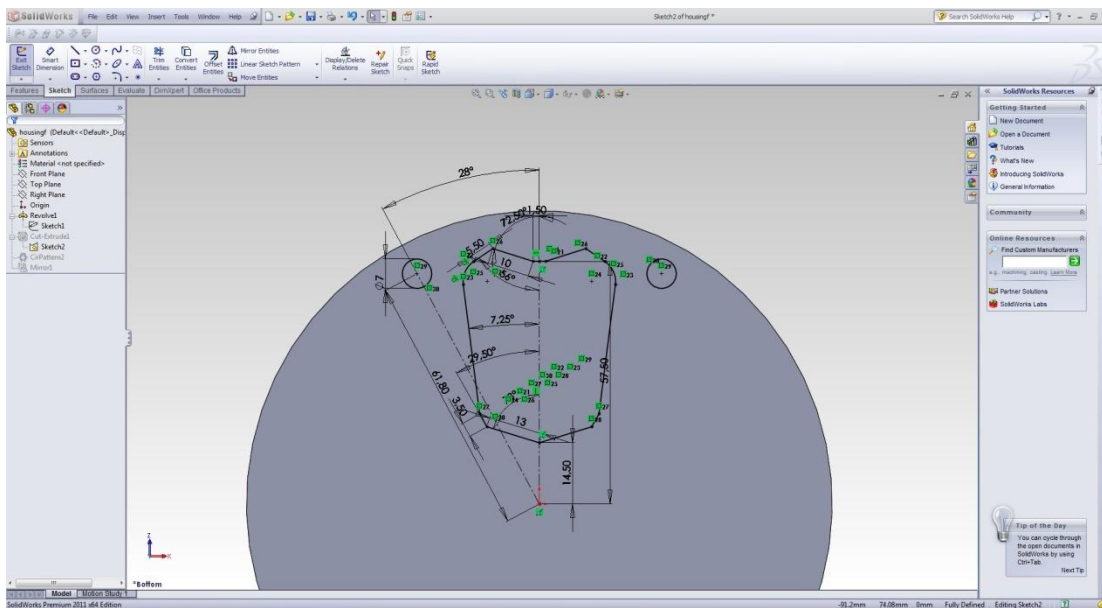 SolidWorks File Edit View Insert Tools Window Help Sketch2 of housingf * Search SolidWorks Help
Exit Sketch Smart Dimension Trim Entities Convert Entities Offset Entities Mirror Entities Linear Sketch Pattern Move Entities Display/Delete Relations Repair Sketch Quick Snaps Rapid Sketch
Features Sketch Surfaces Evaluate DimXpert Office Products
housingf (Default<<Default>_Disp
Sensors
Annotations
Material <not specified>
Front Plane
Top Plane
Right Plane
Origin
Revolve1
Sketch1
Cut-Extrude1
Sketch2
CirPattern2
Mirror1
28°
72.50° 1.50
5.50
10
7
7.25°
29.50°
61.80
3.50
13
57.50
14.50
Z
X
*Bottom
SolidWorks Resources
Getting Started
New Document
Open a Document
Tutorials
What's New
Introducing SolidWorks
General Information
Community
Online Resources
Find Custom Manufacturers
e.g., machining, casting. Learn More
Partner Solutions
SolidWorks Labs
Tip of the Day
You can cycle through
the open documents in
SolidWorks by using
Ctrl+Tab.
Next Tip
Model Motion Study 1
SolidWorks Premium 2011 x64 Edition -91.2mm 74.08mm 0mm Fully Defined Editing Sketch2